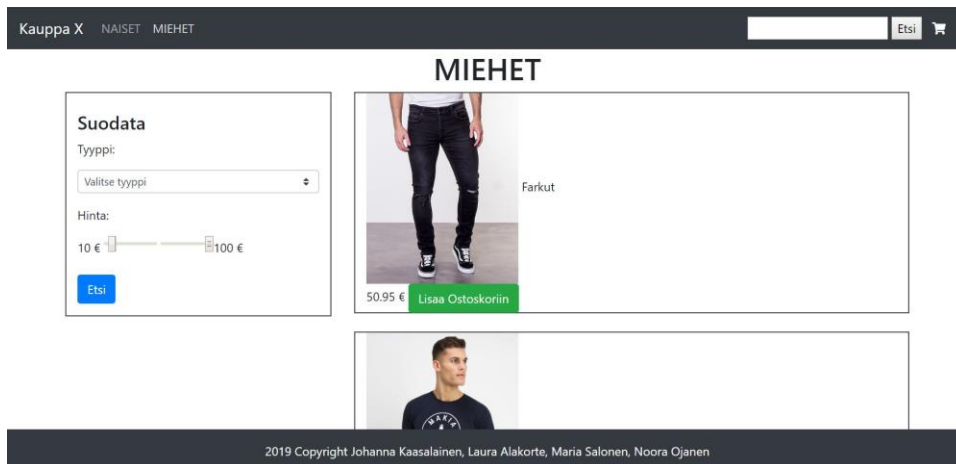 Kauppa X NAISET MIEHET Etsi
MIEHET
Suodata
Tyyppi:
Valitse tyyppi
Hinta:
10 € 100 €
Etsi
Farkut
50.95 € Lisaa Ostoskoriin
MAKIA
2019 Copyright Johanna Kaasalainen, Laura Alakorte, Maria Salonen, Noora Ojanen